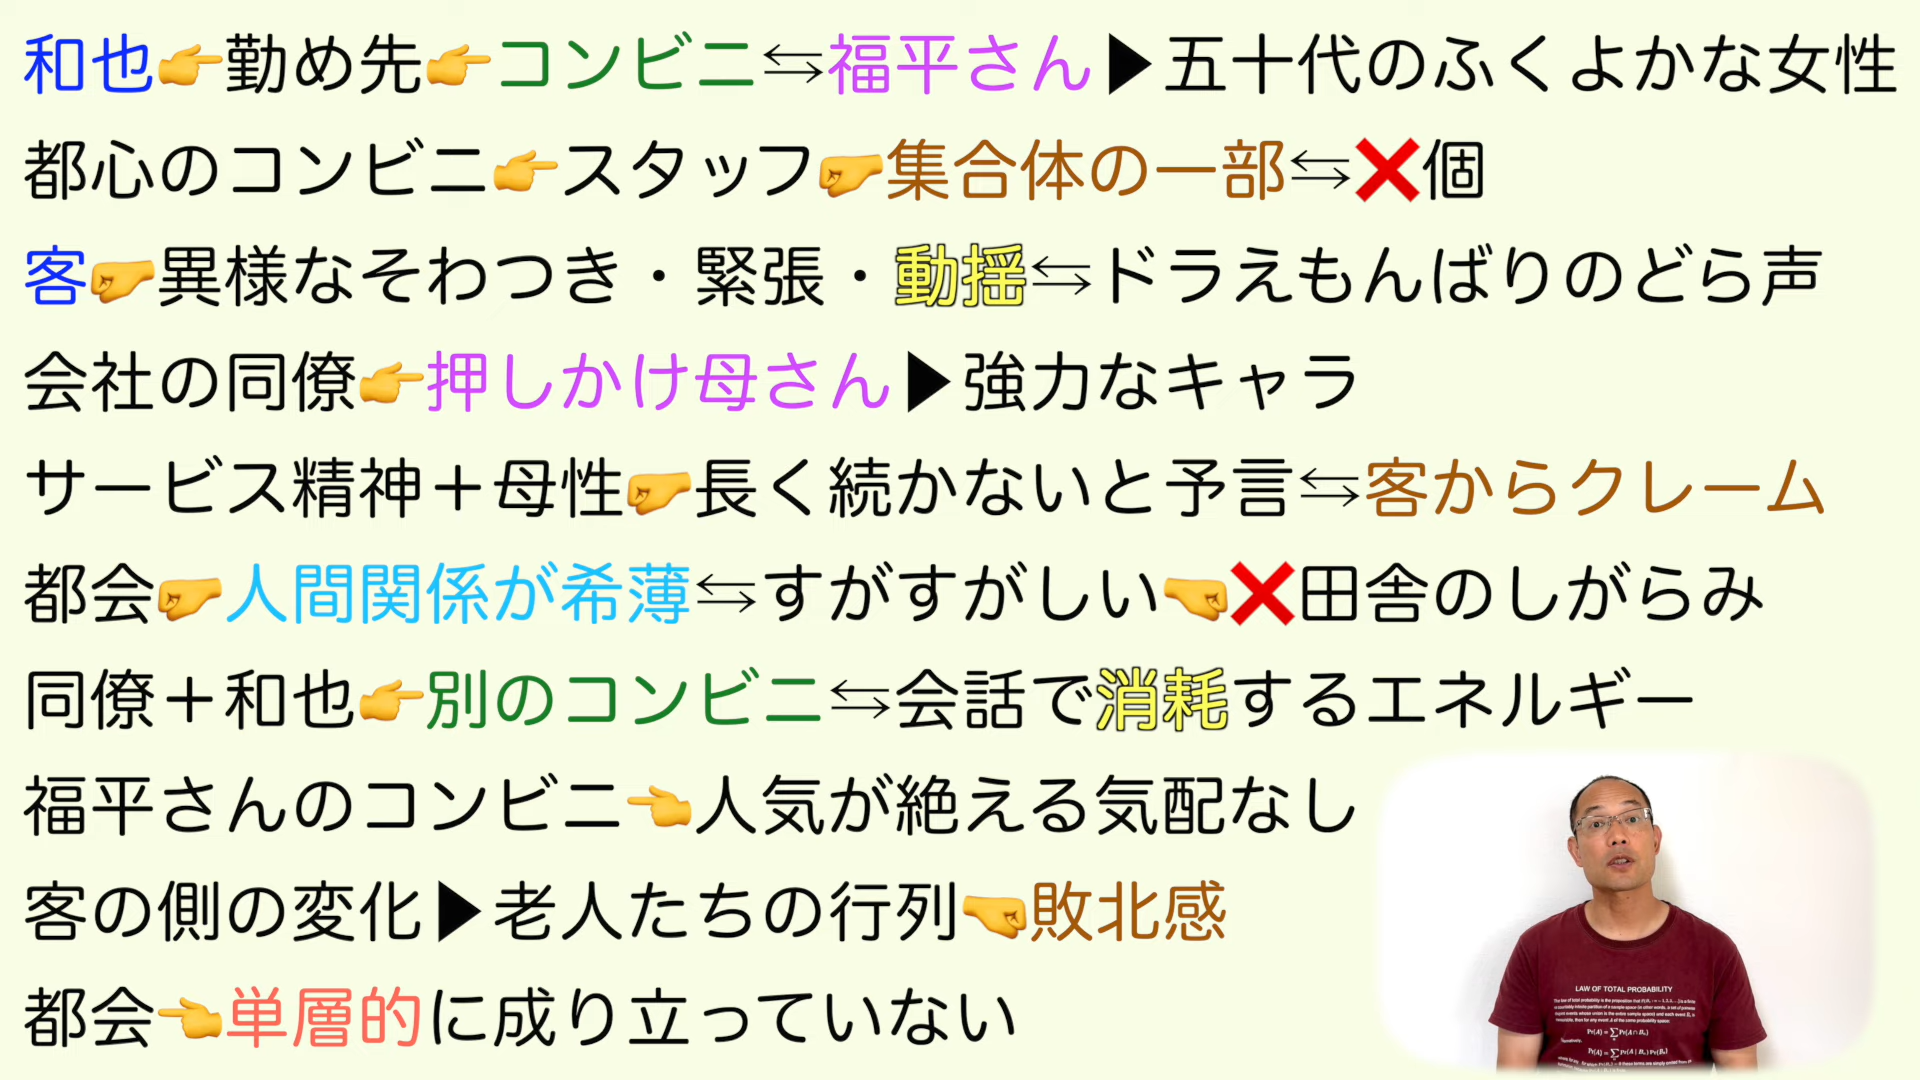 和也👉勤め先👉コンビニ⇆福平さん▶五十代のふくよかな女性
都心のコンビニ👉スタッフ🤛集合体の一部⇆❌個
客🤛異様なそわつき・緊張・動揺⇆ドラえもんばりのどら声
会社の同僚👉押しかけ母さん▶強力なキャラ
サービス精神＋母性🤛長く続かないと予言⇆客からクレーム
都会🤛人間関係が希薄⇆すがすがしい🤜❌田舎のしがらみ
同僚＋和也👉別のコンビニ⇆会話で消耗するエネルギー
福平さんのコンビニ👈人気が絶える気配なし
客の側の変化▶老人たちの行列🤜敗北感
都会👈単層的に成り立っていない
LAW OF TOTAL PROBABILITY